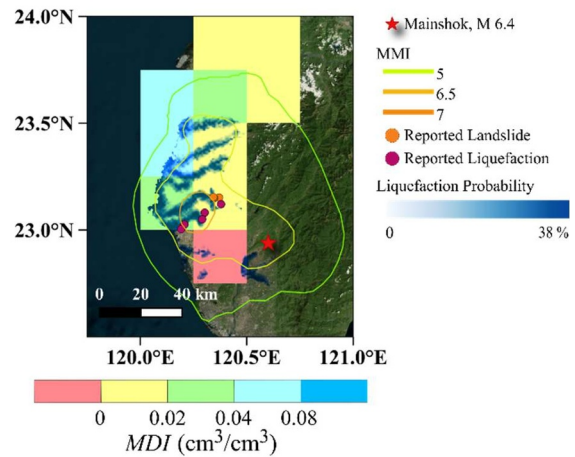 24.0°N
23.5°N
23.0°N
0 20 40 km
120.0°E 120.5°E 121.0°E
0 0.02 0.04 0.08
MDI (cm³/cm³)
Mainshok, M 6.4
MMI
5
6.5
7
Reported Landslide
Reported Liquefaction
Liquefaction Probability
0 38 %